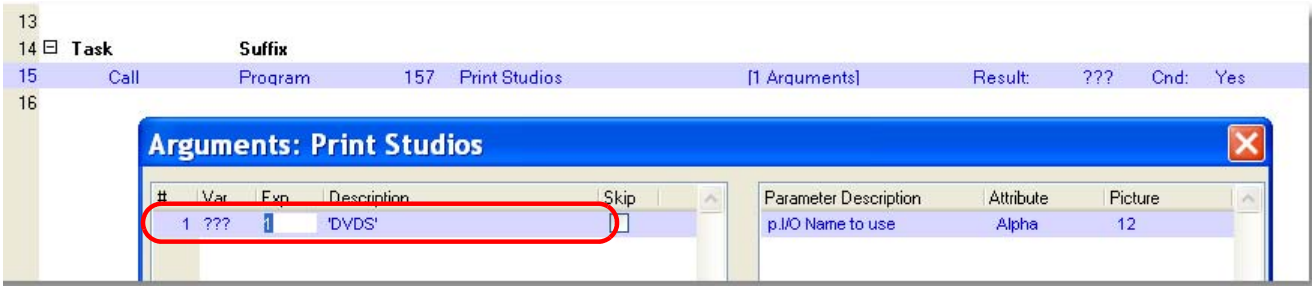 13
14 Task Suffix
15 Call Program 157 Print Studios [1 Arguments] Result: ??? Cnd: Yes
16
Arguments: Print Studios
# Var Exp Description Skip Parameter Description Attribute Picture
1 ??? 1 'DVDS' p.I/O Name to use Alpha 12